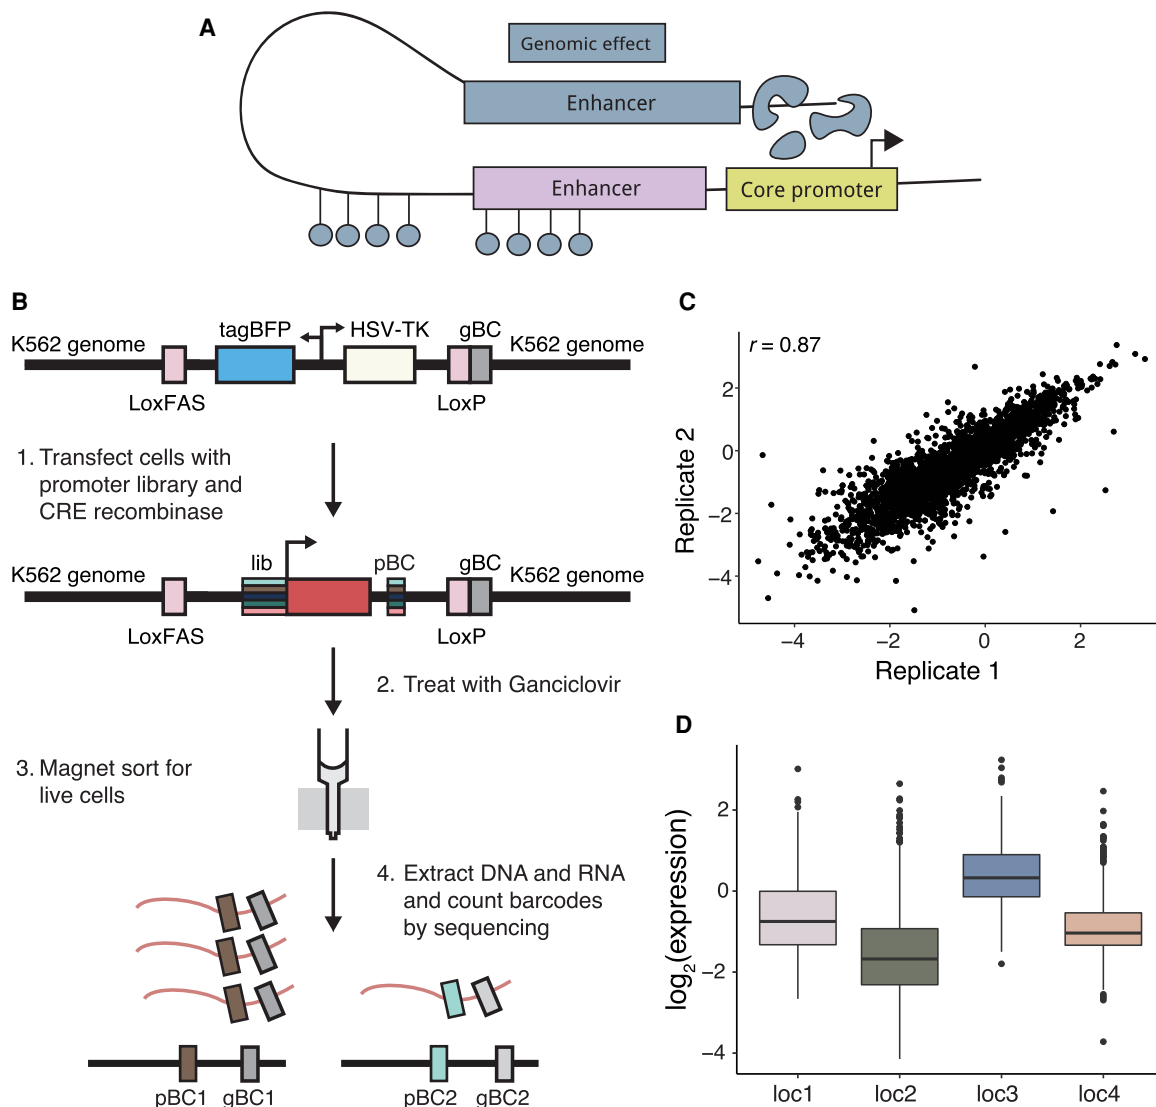 A
Genomic effect
Enhancer
Enhancer
Core promoter
B
tagBFP
HSV-TK
gBC
K562 genome
K562 genome
LoxFAS
LoxP
1. Transfect cells with
promoter library and
CRE recombinase
lib
pBC
gBC
K562 genome
K562 genome
LoxFAS
LoxP
2. Treat with Ganciclovir
3. Magnet sort for
live cells
4. Extract DNA and RNA
and count barcodes
by sequencing
pBC1
gBC1
pBC2
gBC2
C
r = 0.87
2
0
−2
−4
Replicate 2
−4
−2
0
2
Replicate 1
D
log2(expression)
2
0
−2
−4
loc1
loc2
loc3
loc4